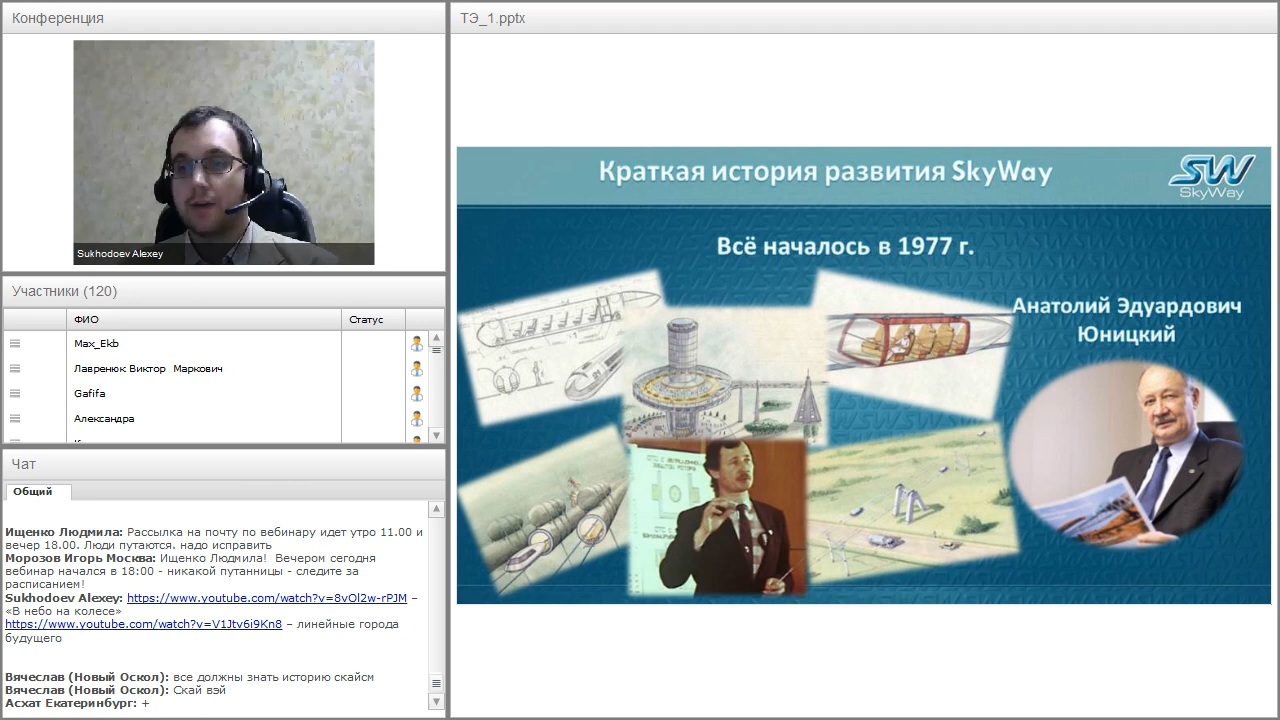 Конференция
Sukhodoev Alexey
Участники (120)
ФИО
Статус
Max_Ekb
Лавренюк Виктор Маркович
Gafifa
Александра
Чат
Общий
Ищенко Людмила: Рассылка на почту по вебинару идет утро 11.00 и
вечер 18.00. Люди путаются. надо исправить
Морозов Игорь Москва: Ищенко Людмила! Вечером сегодня
вебинар начался в 18:00 - никакой путанницы - следите за
расписанием!
Sukhodoev Alexey: https://www.youtube.com/watch?v=8vOl2w-rPJM –
«В небо на колесе»
https://www.youtube.com/watch?v=V1Jtv6i9Kn8 – линейные города
будущего
Вячеслав (Новый Оскол): все должны знать историю скайсм
Вячеслав (Новый Оскол): Скай вэй
Асхат Екатеринбург: +
ТЭ_1.pptx
Краткая история развития SkyWay
SW
SkyWay
Всё началось в 1977 г.
Анатолий Эдуардович
Юницкий